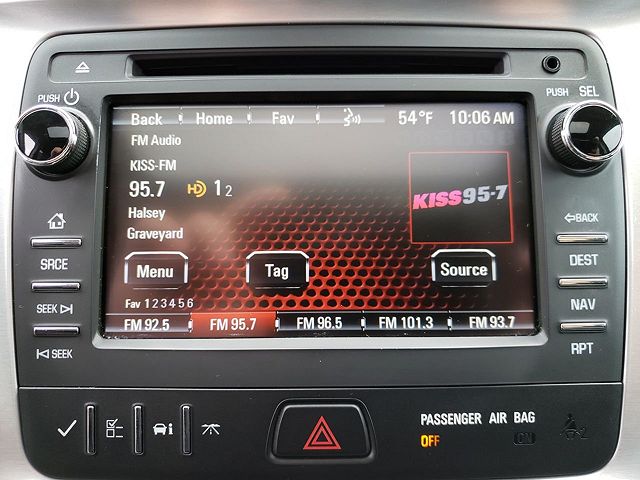 PUSH
PUSH SEL
Back Home Fav 54°F 10:06 AM
FM Audio
KISS-FM
95.7 HD 1 2
KISS95-7
Halsey
Graveyard
Menu Tag Source
Fav 1 2 3 4 5 6
FM 92.5 FM 95.7 FM 96.5 FM 101.3 FM 93.7
SRCE
SEEK
SEEK
BACK
DEST
NAV
RPT
PASSENGER AIR BAG
OFF ON